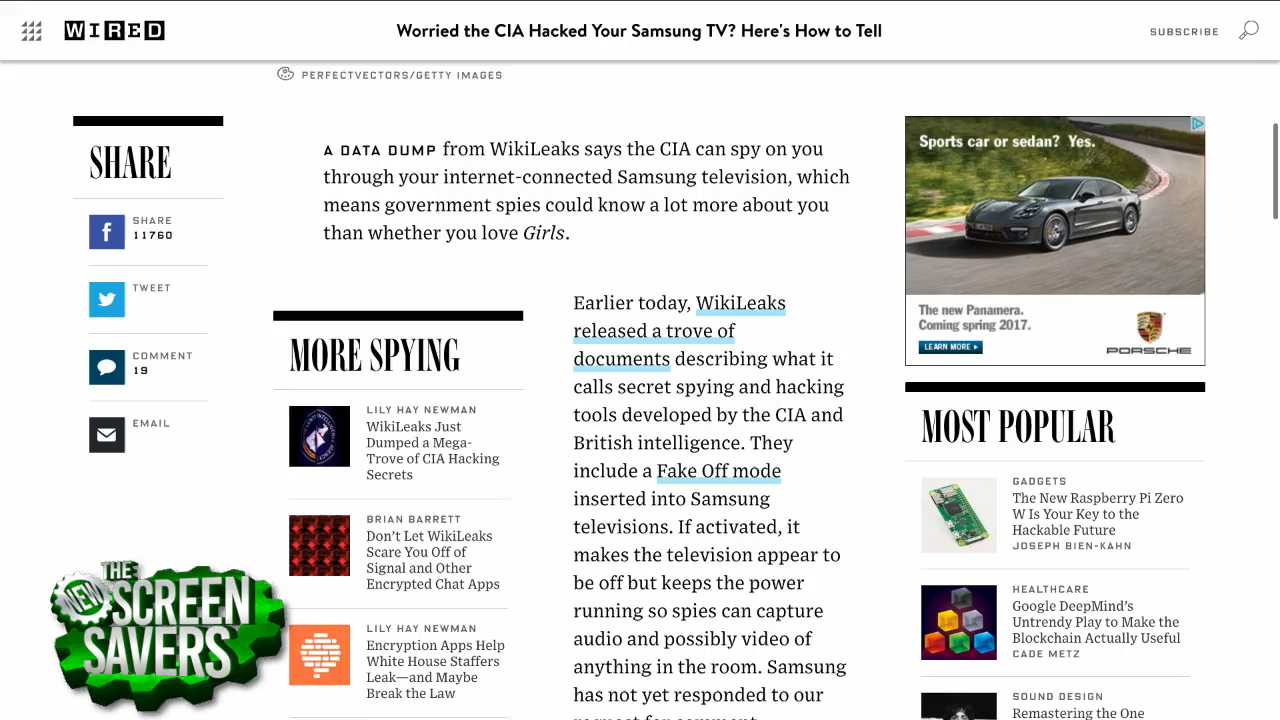 WIRED
Worried the CIA Hacked Your Samsung TV? Here's How to Tell
SUBSCRIBE
PERFECTVECTORS/GETTY IMAGES
SHARE
SHARE
11760
TWEET
COMMENT
19
EMAIL
A DATA DUMP from WikiLeaks says the CIA can spy on you
through your internet-connected Samsung television, which
means government spies could know a lot more about you
than whether you love Girls.
MORE SPYING
LILY HAY NEWMAN
WikiLeaks Just
Dumped a Mega-
Trove of CIA Hacking
Secrets
BRIAN BARRETT
Don't Let WikiLeaks
Scare You Off of
Signal and Other
Encrypted Chat Apps
LILY HAY NEWMAN
Encryption Apps Help
White House Staffers
Leak—and Maybe
Break the Law
Earlier today, WikiLeaks
released a trove of
documents describing what it
calls secret spying and hacking
tools developed by the CIA and
British intelligence. They
include a Fake Off mode
inserted into Samsung
televisions. If activated, it
makes the television appear to
be off but keeps the power
running so spies can capture
audio and possibly video of
anything in the room. Samsung
has not yet responded to our
request for comment.
Sports car or sedan? Yes.
The new Panamera.
Coming spring 2017.
LEARN MORE
PORSCHE
MOST POPULAR
GADGETS
The New Raspberry Pi Zero
W Is Your Key to the
Hackable Future
JOSEPH BIEN-KAHN
HEALTHCARE
Google DeepMind's
Untrendy Play to Make the
Blockchain Actually Useful
CADE METZ
SOUND DESIGN
Remastering the One
THE
NEW
SCREEN
SAVERS